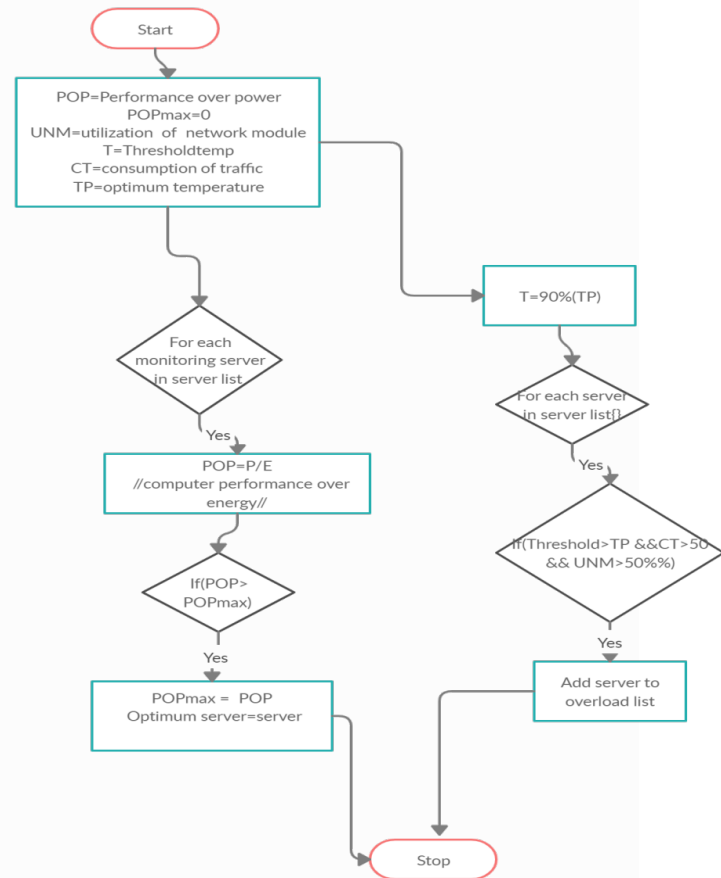 Start
POP=Performance over power
POPmax=0
UNM=utilization of network module
T=Thresholdtemp
CT=consumption of traffic
TP=optimum temperature
For each
monitoring server
in server list
Yes
POP=P/E
//computer performance over
energy//
If(POP>
POPmax)
Yes
POPmax = POP
Optimum server=server
T=90%(TP)
For each server
in server list{}
Yes
If(Threshold>TP &&CT>50
&& UNM>50%%)
Yes
Add server to
overload list
Stop